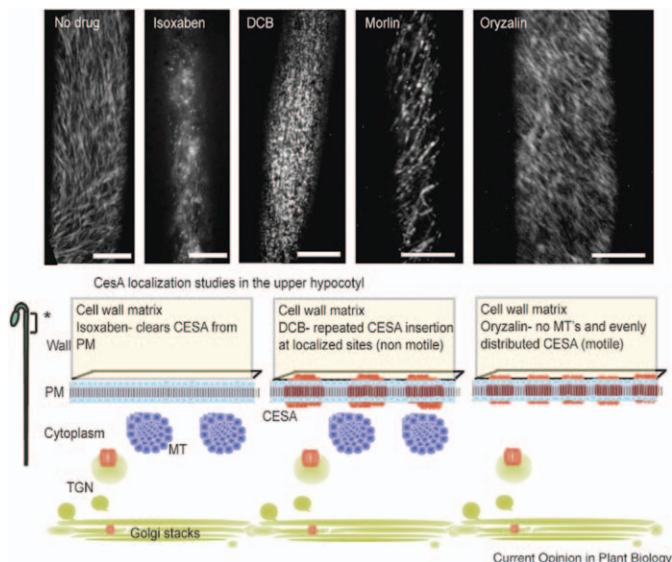 No drug
Isoxaben
DCB
Morlin
Oryzalin
CesA localization studies in the upper hypocotyl
*
Wall
Cell wall matrix
Isoxaben- clears CESA from
PM
Cell wall matrix
DCB- repeated CESA insertion
at localized sites (non motile)
Cell wall matrix
Oryzalin- no MT's and evenly
distributed CESA (motile)
PM
CESA
Cytoplasm
MT
TGN
Golgi stacks
Current Opinion in Plant Biology